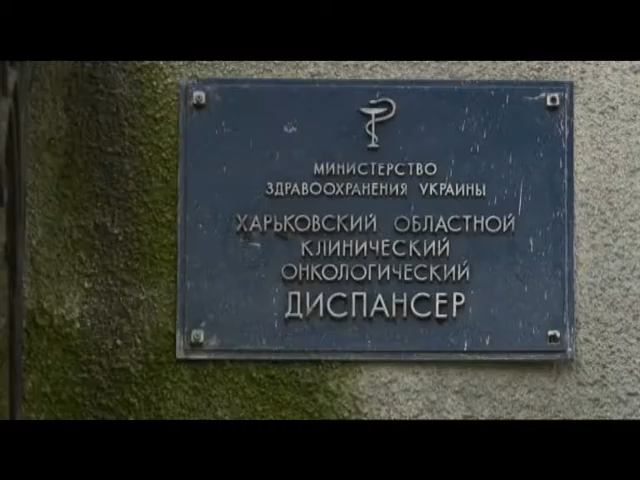 МИНИСТЕРСТВО
ЗДРАВООХРАНЕНИЯ УКРАИНЫ
ХАРЬКОВСКИЙ ОБЛАСТНОЙ
КЛИНИЧЕСКИЙ
ОНКОЛОГИЧЕСКИЙ
ДИСПАНСЕР